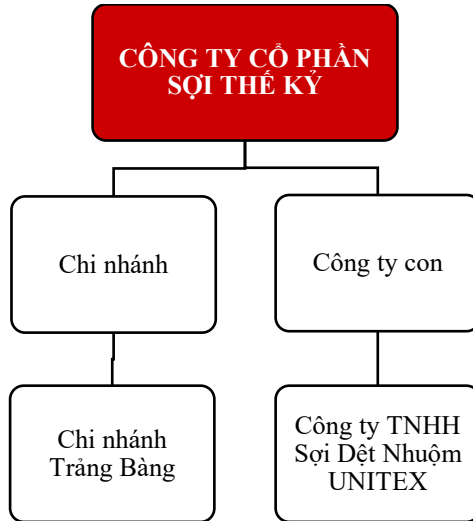 CÔNG TY CỔ PHẦN
SỢI THẾ KỶ
Chi nhánh
Công ty con
Chi nhánh
Trảng Bàng
Công ty TNHH
Sợi Dệt Nhuộm
UNITEX